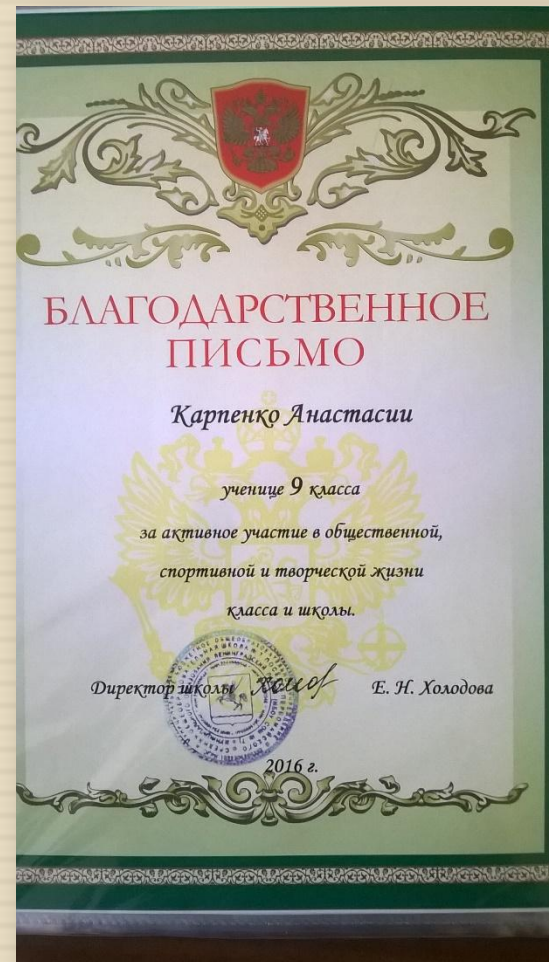 БЛАГОДАРСТВЕННОЕ
ПИСЬМО
Карпенко Анастасии
ученице 9 класса
за активное участие в общественной,
спортивной и творческой жизни
класса и школы.
Директор школы Е. Н. Холодова
2016 г.